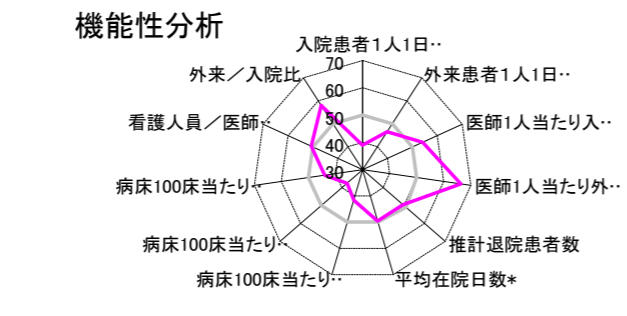 機能性分析
入院患者１人1日‥
外来患者１人1日‥
医師1人当たり入‥
医師1人当たり外‥
推計退院患者数
平均在院日数*
病床100床当たり‥
病床100床当たり‥
病床100床当たり‥
看護人員／医師‥
外来／入院比
70
60
50
40
30